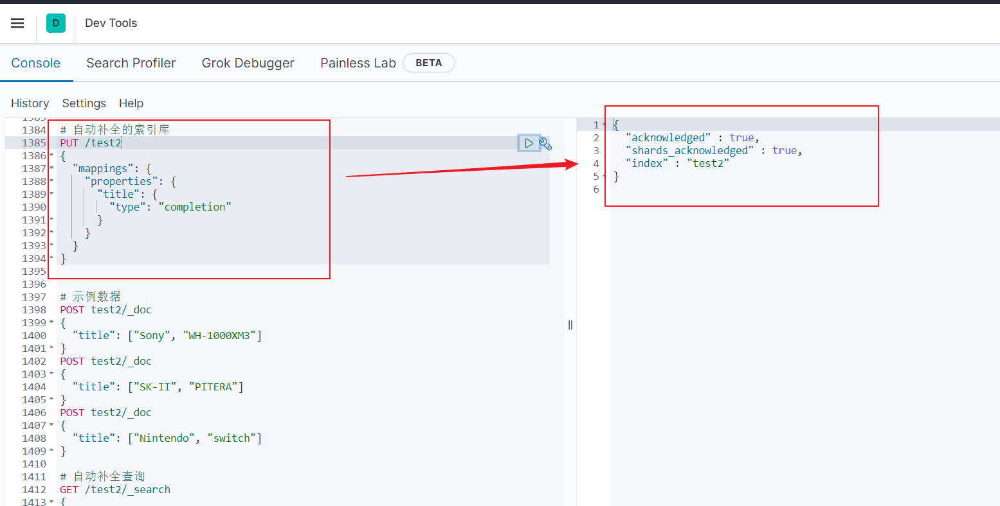 D
Dev Tools
Console
Search Profiler
Grok Debugger
Painless Lab
BETA
History
Settings
Help
1383
1384 # 自动补全的索引库
1385 PUT /test2
1386 {
1387 "mappings": {
1388 "properties": {
1389 "title": {
1390 "type": "completion"
1391 }
1392 }
1393 }
1394 }
1395
1396
1397 # 示例数据
1398 POST test2/_doc
1399 {
1400 "title": ["Sony", "WH-1000XM3"]
1401 }
1402 POST test2/_doc
1403 {
1404 "title": ["SK-II", "PITERA"]
1405 }
1406 POST test2/_doc
1407 {
1408 "title": ["Nintendo", "switch"]
1409 }
1410
1411 # 自动补全查询
1412 GET /test2/_search
1413 {
1 {
2 "acknowledged" : true,
3 "shards_acknowledged" : true,
4 "index" : "test2"
5 }
6